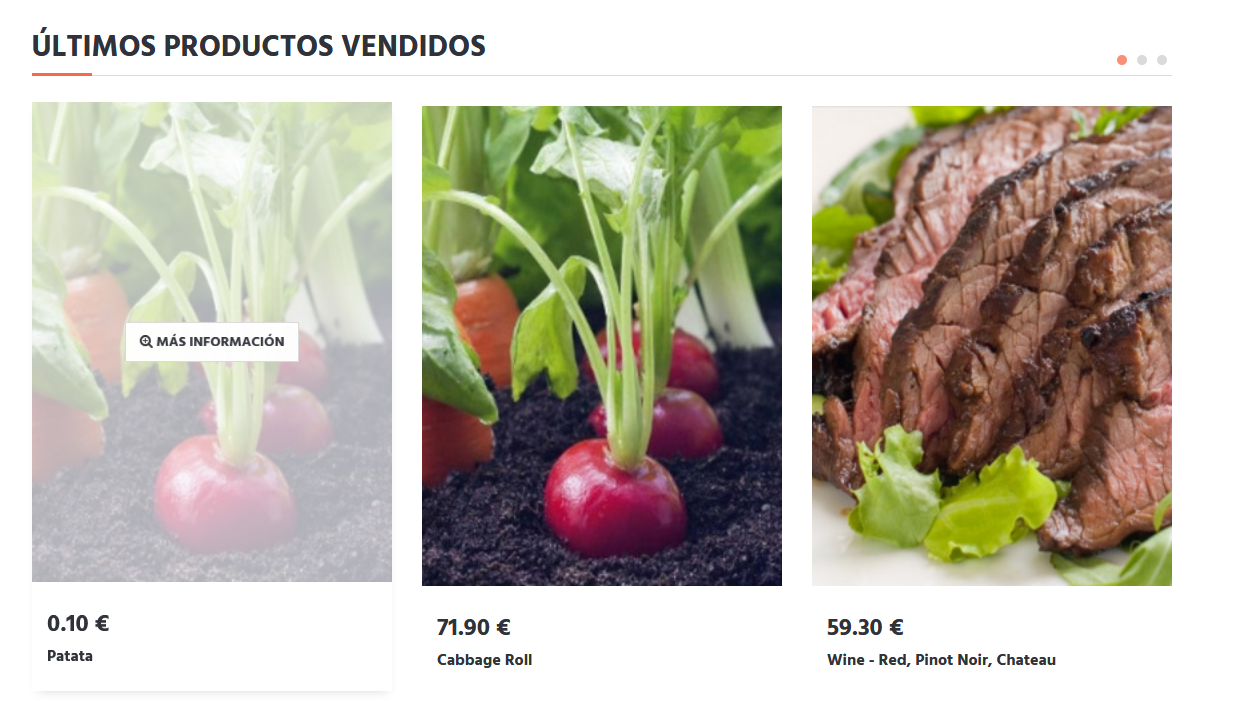 ÚLTIMOS PRODUCTOS VENDIDOS
MÁS INFORMACIÓN
0.10 €
Patata
71.90 €
Cabbage Roll
59.30 €
Wine - Red, Pinot Noir, Chateau